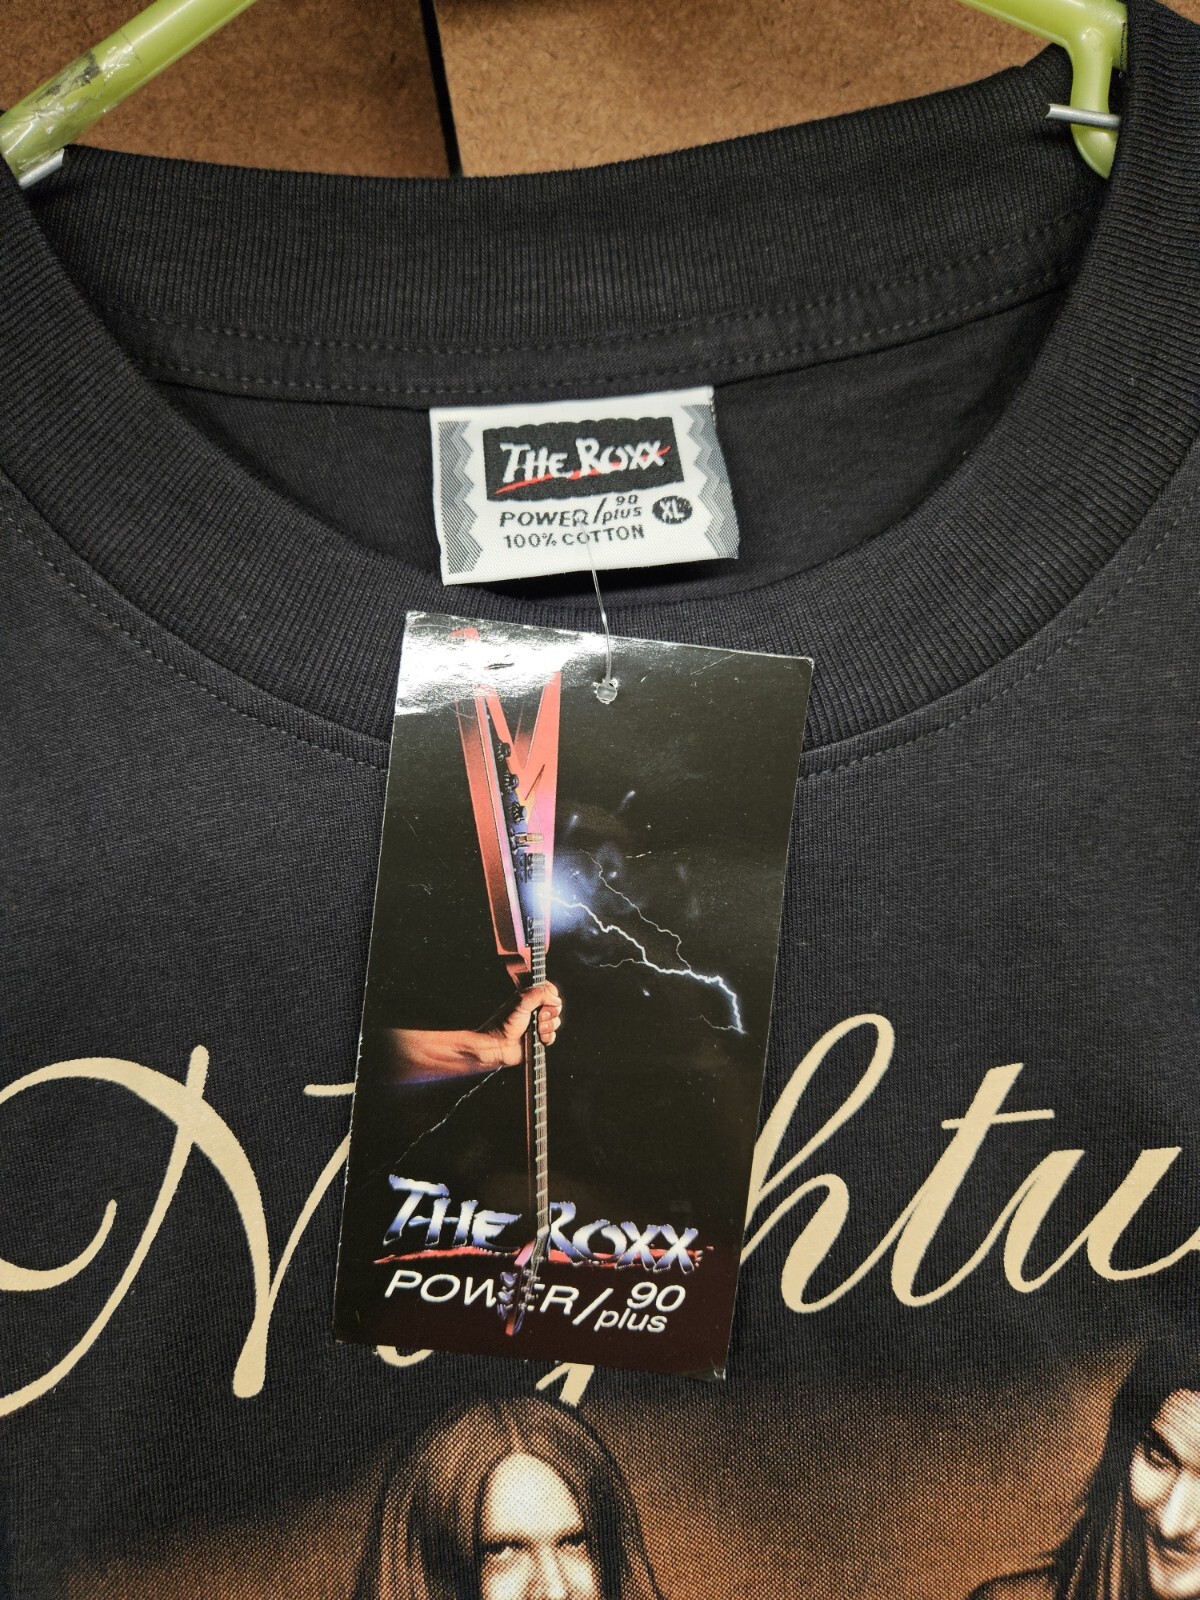 THE ROXX
POWER/90 plus XL
100% COTTON
THE ROXX
POWER/90
plus